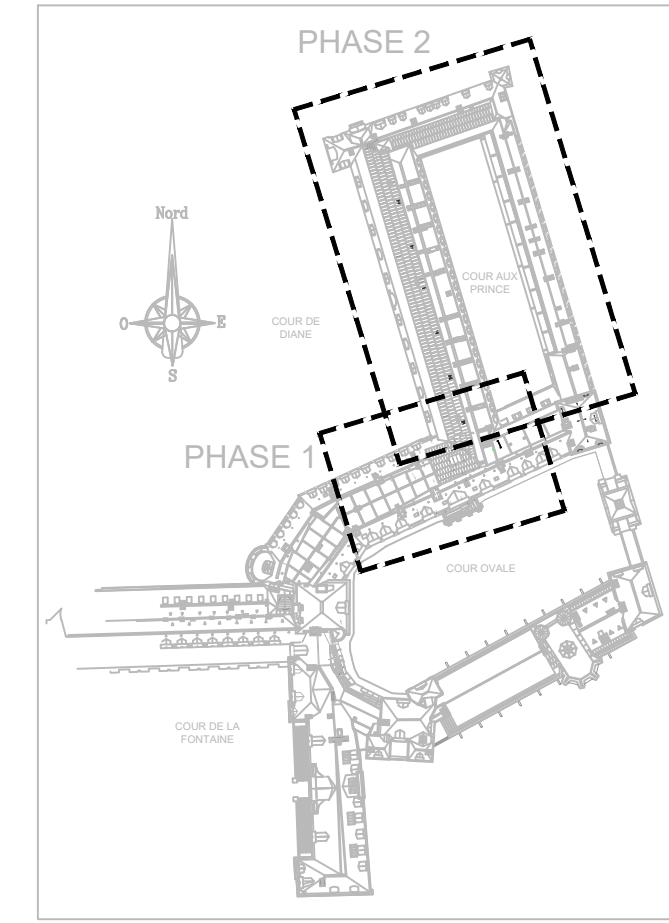 PHASE 2
Nord
O
E
S
COUR AUX
PRINCE
COUR DE
DIANE
PHASE 1
COUR OVALE
COUR DE LA
FONTAINE